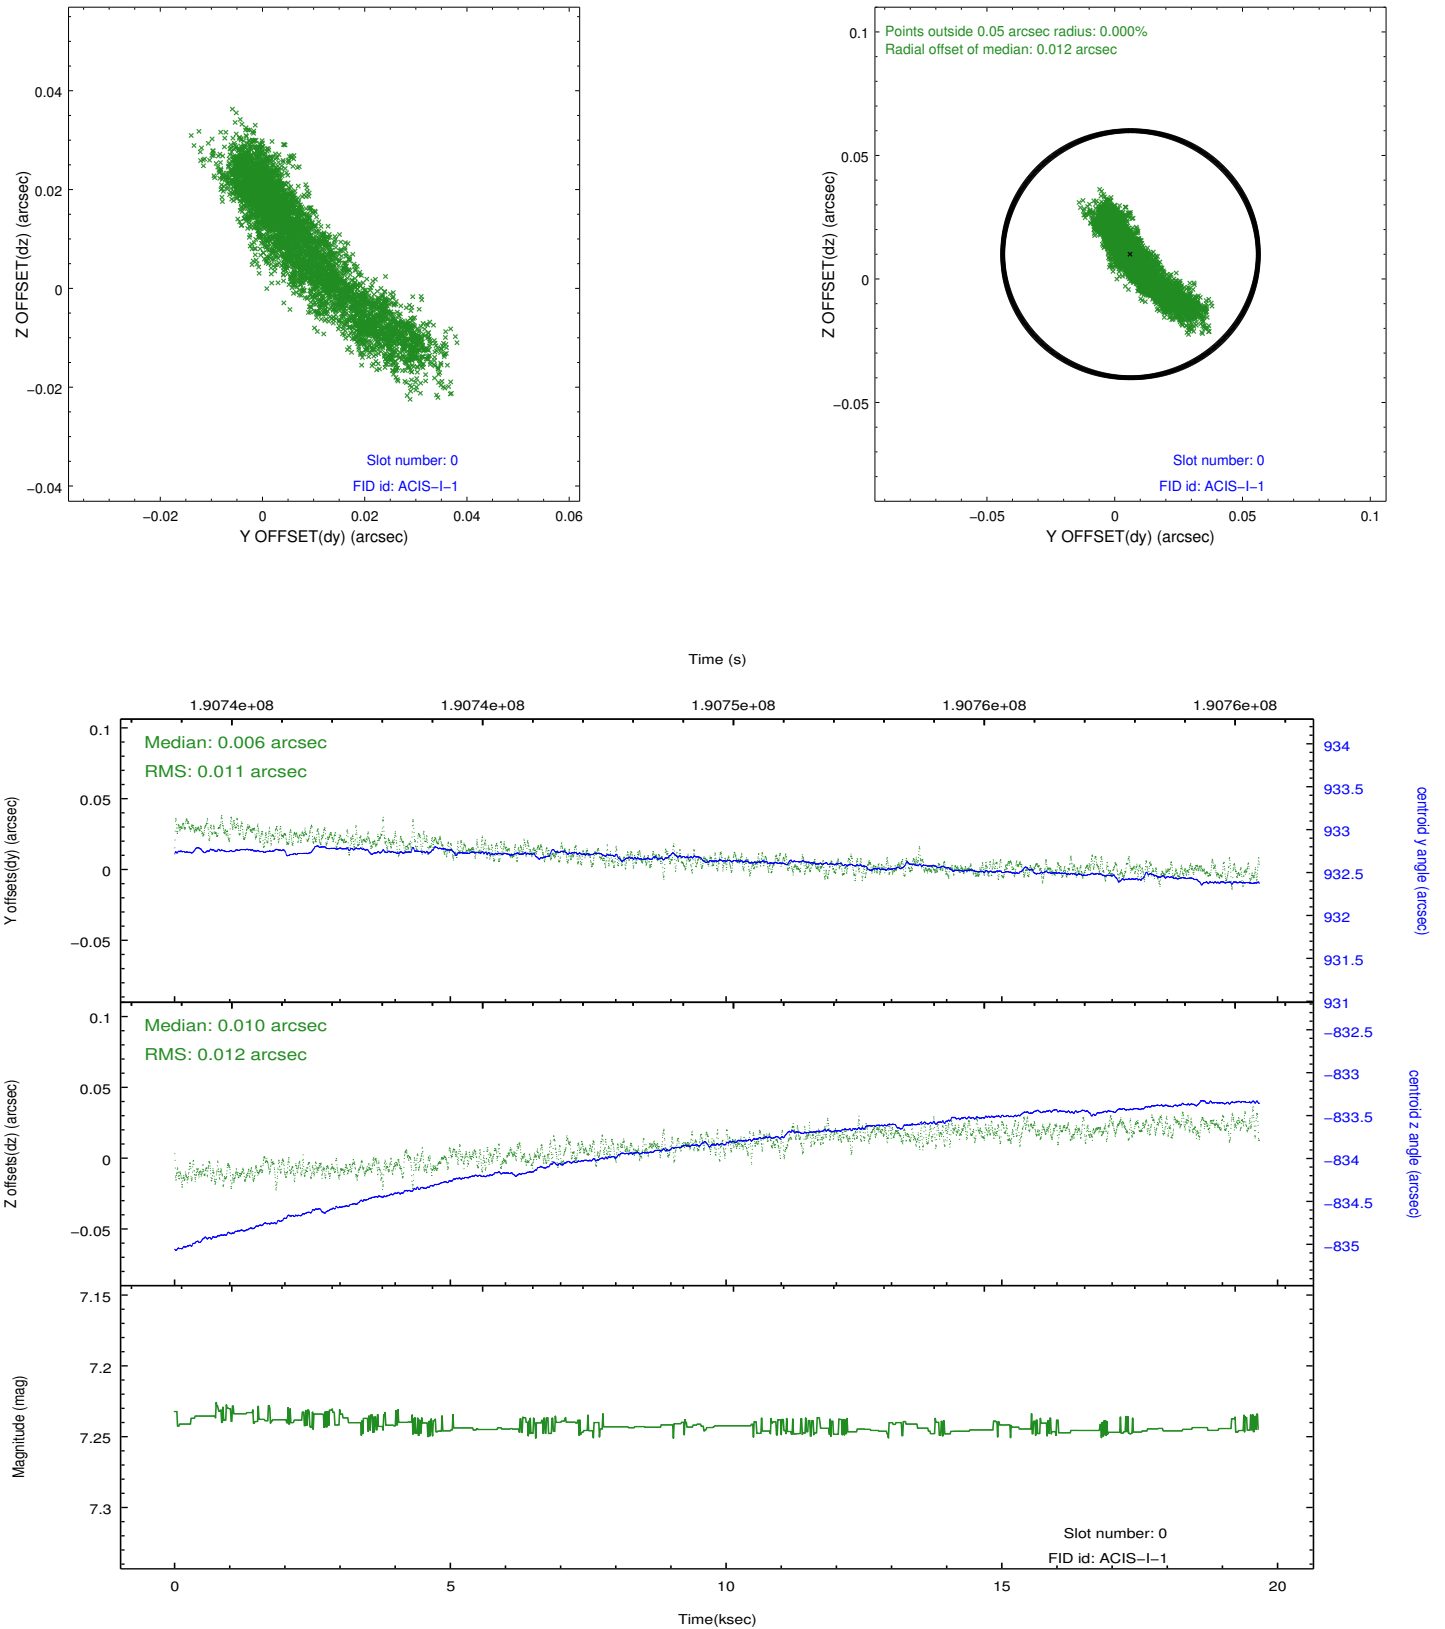 0.04
0.02
0
−0.02
−0.04
Z OFFSET(dz) (arcsec)
Slot number: 0
FID id: ACIS−I−1
−0.02
0
0.02
0.04
0.06
Y OFFSET(dy) (arcsec)
Points outside 0.05 arcsec radius: 0.000%
Radial offset of median: 0.012 arcsec
0.1
0.05
0
−0.05
Z OFFSET(dz) (arcsec)
Slot number: 0
FID id: ACIS−I−1
−0.05
0
0.05
0.1
Y OFFSET(dy) (arcsec)
Time (s)
1.9074e+08
1.9074e+08
1.9075e+08
1.9076e+08
1.9076e+08
Median: 0.006 arcsec
RMS: 0.011 arcsec
0.1
0.05
0
−0.05
Y offsets(dy) (arcsec)
934
933.5
933
932.5
932
931.5
931
centroid y angle (arcsec)
Median: 0.010 arcsec
RMS: 0.012 arcsec
0.1
0.05
0
−0.05
Z offsets(dz) (arcsec)
−832.5
−833
−833.5
−834
−834.5
−835
centroid z angle (arcsec)
7.15
7.2
7.25
7.3
Magnitude (mag)
Slot number: 0
FID id: ACIS−I−1
0
5
10
15
20
Time(ksec)